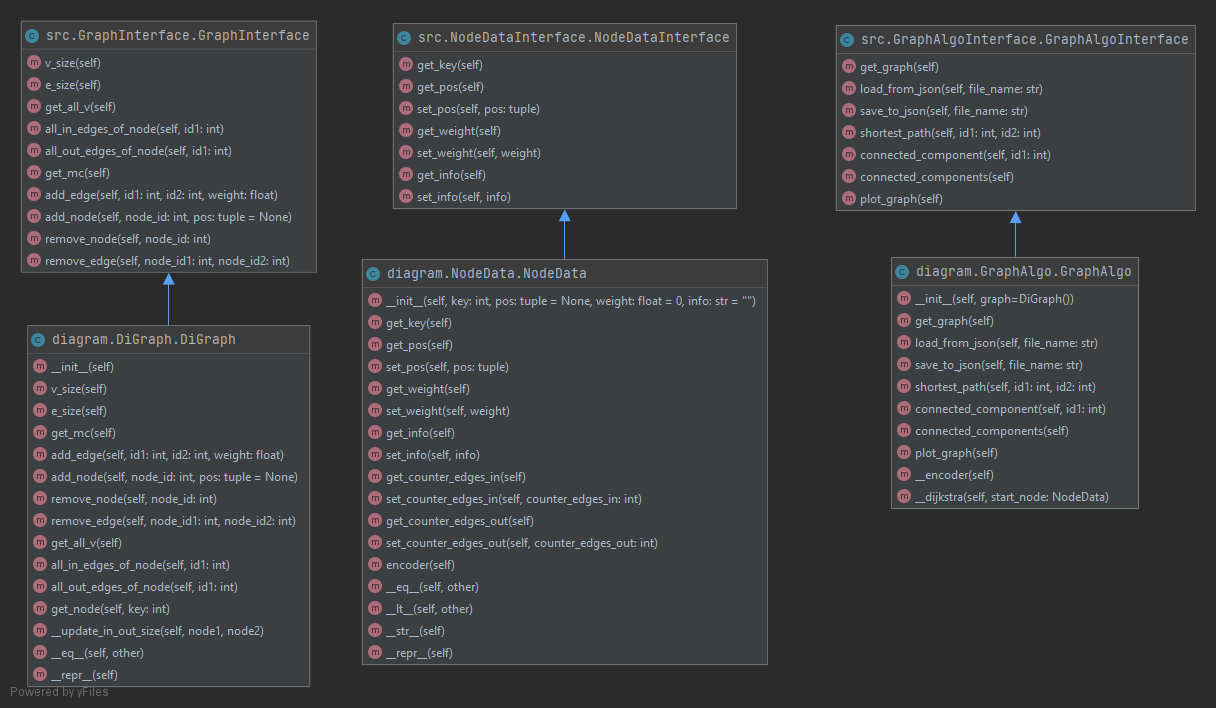 src.GraphInterface.GraphInterface
v_size(self)
e_size(self)
get_all_v(self)
all_in_edges_of_node(self, id1: int)
all_out_edges_of_node(self, id1: int)
get_mc(self)
add_edge(self, id1: int, id2: int, weight: float)
add_node(self, node_id: int, pos: tuple = None)
remove_node(self, node_id: int)
remove_edge(self, node_id1: int, node_id2: int)
diagram.DiGraph.DiGraph
__init__(self)
v_size(self)
e_size(self)
get_mc(self)
add_edge(self, id1: int, id2: int, weight: float)
add_node(self, node_id: int, pos: tuple = None)
remove_node(self, node_id: int)
remove_edge(self, node_id1: int, node_id2: int)
get_all_v(self)
all_in_edges_of_node(self, id1: int)
all_out_edges_of_node(self, id1: int)
get_node(self, key: int)
__update_in_out_size(self, node1, node2)
__eq__(self, other)
__repr__(self)
Powered by yFiles
src.NodeDataInterface.NodeDataInterface
get_key(self)
get_pos(self)
set_pos(self, pos: tuple)
get_weight(self)
set_weight(self, weight)
get_info(self)
set_info(self, info)
diagram.NodeData.NodeData
__init__(self, key: int, pos: tuple = None, weight: float = 0, info: str = "")
get_key(self)
get_pos(self)
set_pos(self, pos: tuple)
get_weight(self)
set_weight(self, weight)
get_info(self)
set_info(self, info)
get_counter_edges_in(self)
set_counter_edges_in(self, counter_edges_in: int)
get_counter_edges_out(self)
set_counter_edges_out(self, counter_edges_out: int)
encoder(self)
__eq__(self, other)
__lt__(self, other)
__str__(self)
__repr__(self)
src.GraphAlgoInterface.GraphAlgoInterface
get_graph(self)
load_from_json(self, file_name: str)
save_to_json(self, file_name: str)
shortest_path(self, id1: int, id2: int)
connected_component(self, id1: int)
connected_components(self)
plot_graph(self)
diagram.GraphAlgo.GraphAlgo
__init__(self, graph=DiGraph())
get_graph(self)
load_from_json(self, file_name: str)
save_to_json(self, file_name: str)
shortest_path(self, id1: int, id2: int)
connected_component(self, id1: int)
connected_components(self)
plot_graph(self)
__encoder(self)
__dijkstra(self, start_node: NodeData)